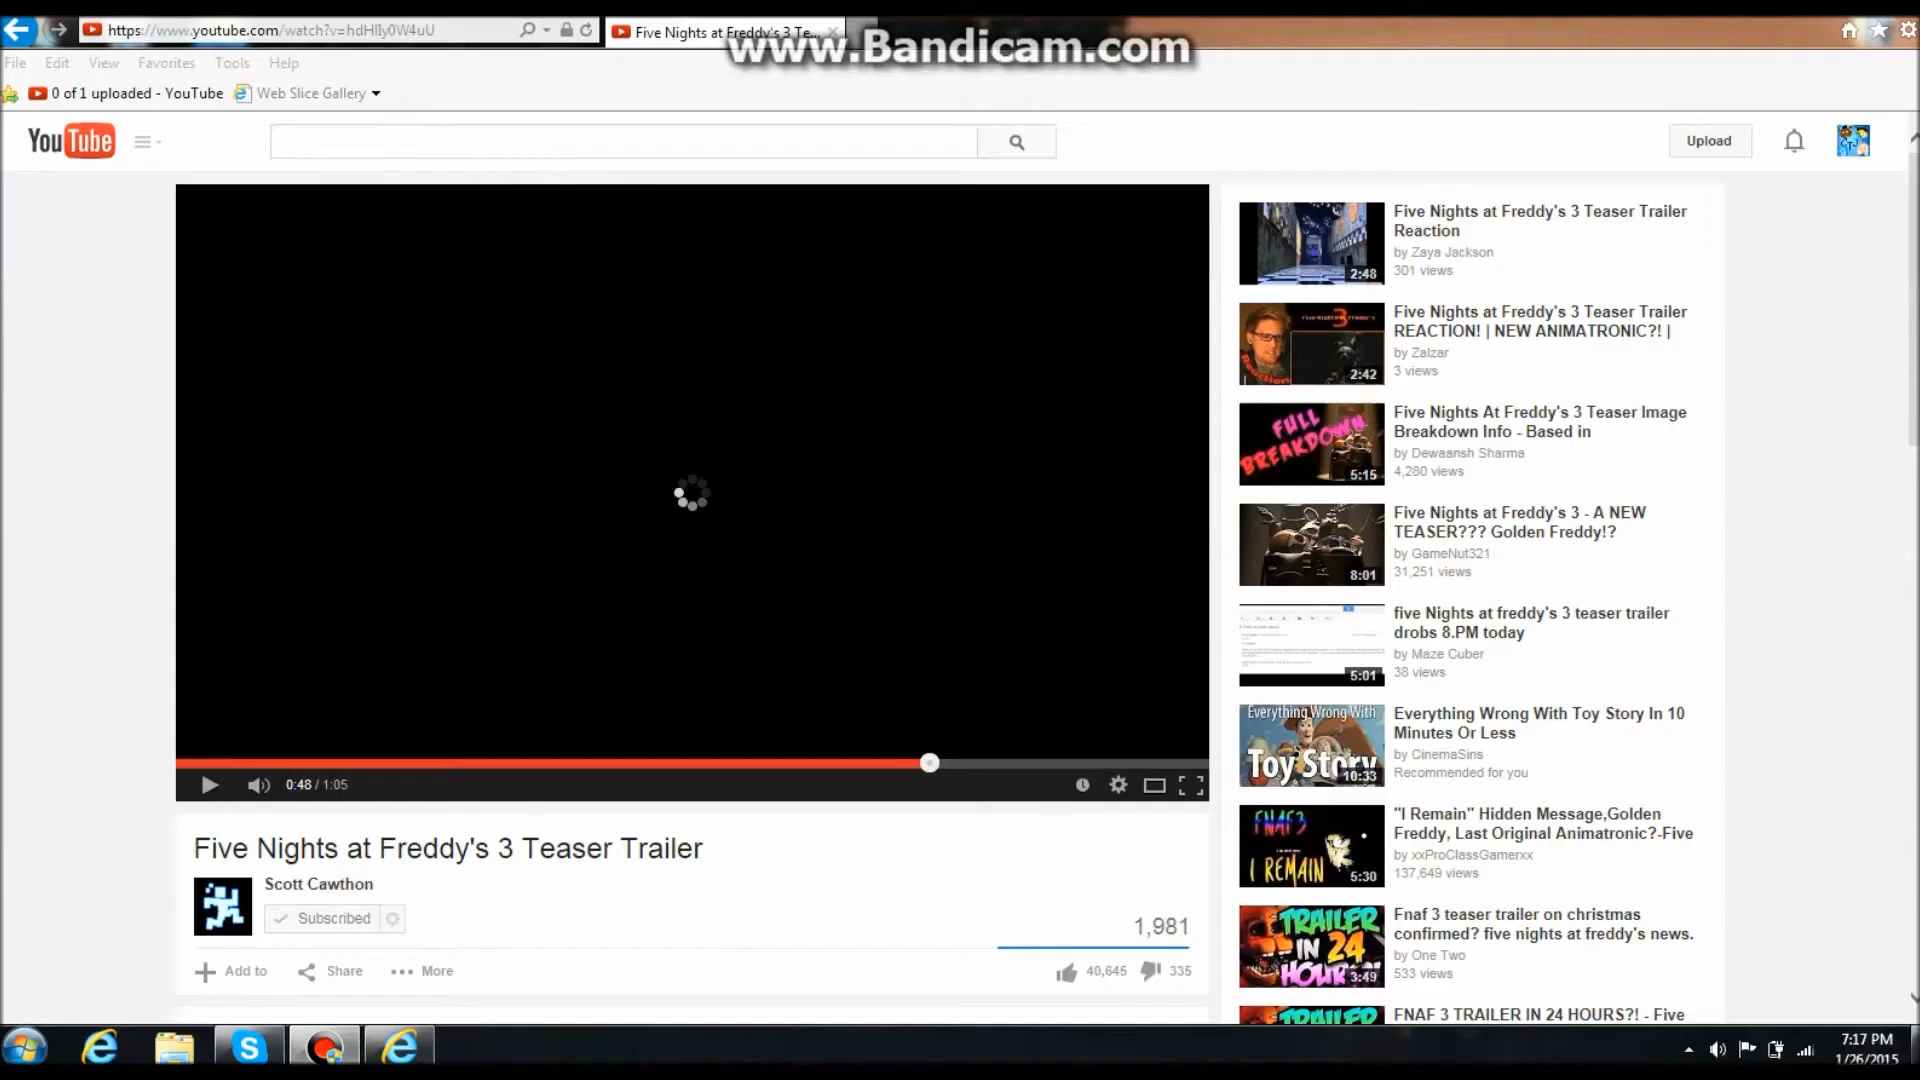 https://www.youtube.com/watch?v=hdHlIy0W4uU
Five Nights at Freddy's 3 Te...
www.Bandicam.com
File Edit View Favorites Tools Help
0 of 1 uploaded - YouTube Web Slice Gallery
YouTube
Upload
Five Nights at Freddy's 3 Teaser Trailer
Reaction
by Zaya Jackson
301 views
2:48
Five Nights at Freddy's 3 Teaser Trailer
REACTION! | NEW ANIMATRONIC?! |
by Zalzar
3 views
3
Reaction
2:42
FULL
BREAKDOWN
5:15
Five Nights At Freddy's 3 Teaser Image
Breakdown Info - Based in
by Dewaansh Sharma
4,280 views
8:01
Five Nights at Freddy's 3 - A NEW
TEASER??? Golden Freddy!?
by GameNut321
31,251 views
5:01
five Nights at freddy's 3 teaser trailer
drobs 8.PM today
by Maze Cuber
38 views
Everything Wrong With
Toy Story
10:33
Everything Wrong With Toy Story In 10
Minutes Or Less
by CinemaSins
Recommended for you
FNAF3
I REMAIN
5:30
"I Remain" Hidden Message,Golden
Freddy, Last Original Animatronic?-Five
by xxProClassGamerxx
137,649 views
TRAILER
IN 24
HOUR
3:49
Fnaf 3 teaser trailer on christmas
confirmed? five nights at freddy's news.
by One Two
533 views
TRAILER
FNAF 3 TRAILER IN 24 HOURS?! - Five
0:48 / 1:05
Five Nights at Freddy's 3 Teaser Trailer
Scott Cawthon
Subscribed
1,981
Add to Share More
40,645 335
7:17 PM
1/26/2015